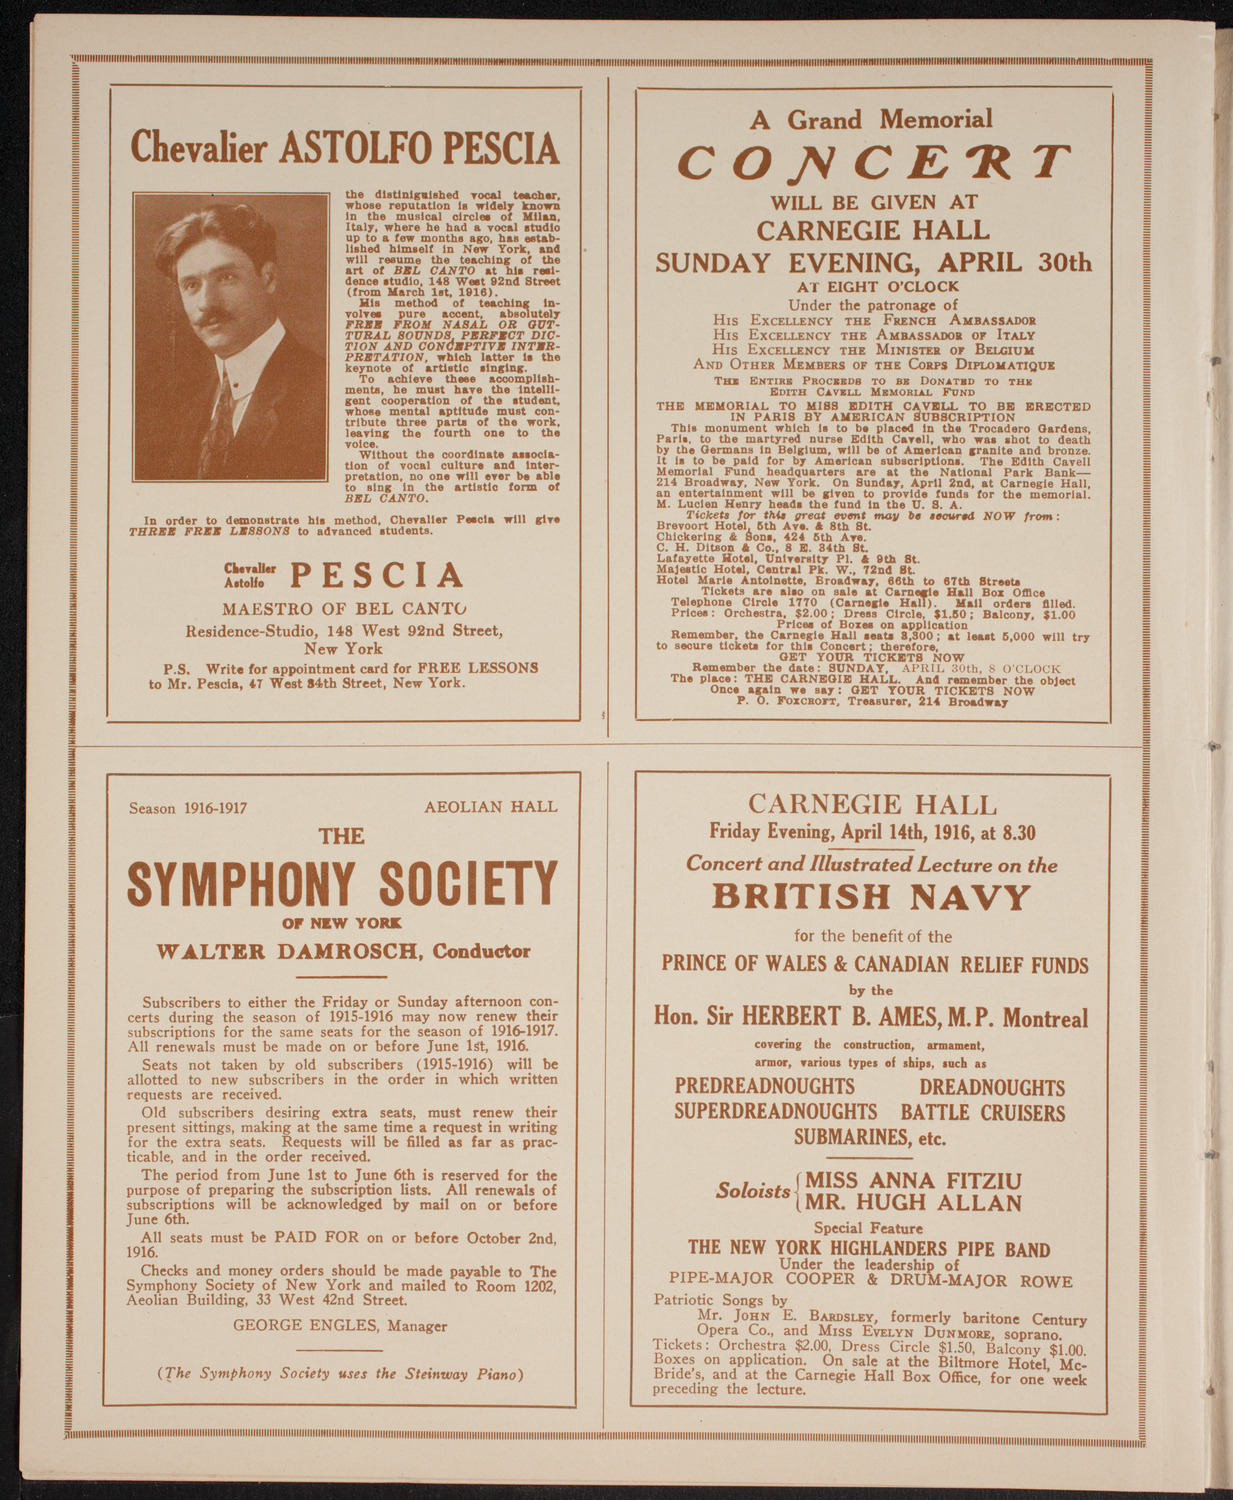 Chevalier ASTOLFO PESCIA
the distinguished vocal teacher,
whose reputation is widely known
in the musical circles of Milan,
Italy, where he had a vocal studio
up to a few months ago, has estab-
lished himself in New York, and
will resume the teaching of the
art of BEL CANTO at his resi-
dence studio, 148 West 92nd Street
(from March 1st, 1916).
His method of teaching in-
volves pure accent, absolutely
FREE FROM NASAL OR GUT-
TURAL SOUNDS, PERFECT DIC-
TION AND CONCEPTIVE INTER-
PRETATION, which latter is the
keynote of artistic singing.
To achieve these accomplish-
ments, he must have the intelli-
gent cooperation of the student,
whose mental aptitude must con-
tribute three parts of the work,
leaving the fourth one to the
voice.
Without the coordinate associa-
tion of vocal culture and inter-
pretation, no one will ever be able
to sing in the artistic form of
BEL CANTO.
In order to demonstrate his method, Chevalier Pescia will give
THREE FREE LESSONS to advanced students.
Chevalier
Astolfo PESCIA
MAESTRO OF BEL CANTO
Residence-Studio, 148 West 92nd Street,
New York
P.S. Write for appointment card for FREE LESSONS
to Mr. Pescia, 47 West 34th Street, New York.
A Grand Memorial
CONCERT
WILL BE GIVEN AT
CARNEGIE HALL
SUNDAY EVENING, APRIL 30th
AT EIGHT O'CLOCK
Under the patronage of
HIS EXCELLENCY THE FRENCH AMBASSADOR
HIS EXCELLENCY THE AMBASSADOR OF ITALY
HIS EXCELLENCY THE MINISTER OF BELGIUM
AND OTHER MEMBERS OF THE CORPS DIPLOMATIQUE
THE ENTIRE PROCEEDS TO BE DONATED TO THE
EDITH CAVELL MEMORIAL FUND
THE MEMORIAL TO MISS EDITH CAVELL TO BE ERECTED
IN PARIS BY AMERICAN SUBSCRIPTION
This monument which is to be placed in the Trocadero Gardens,
Paris, to the martyred nurse Edith Cavell, who was shot to death
by the Germans in Belgium, will be of American granite and bronze.
It is to be paid for by American subscriptions. The Edith Cavell
Memorial Fund headquarters are at the National Park Bank—
214 Broadway, New York. On Sunday, April 2nd, at Carnegie Hall,
an entertainment will be given to provide funds for the memorial.
M. Lucien Henry heads the fund in the U. S. A.
Tickets for this great event may be secured NOW from:
Brevoort Hotel, 5th Ave. & 8th St.
Chickering & Sons, 424 5th Ave.
C. H. Ditson & Co., 8 E. 34th St.
Lafayette Hotel, University Pl. & 9th St.
Majestic Hotel, Central Pk. W., 72nd St.
Hotel Marie Antoinette, Broadway, 66th to 67th Streets
Tickets are also on sale at Carnegie Hall Box Office
Telephone Circle 1770 (Carnegie Hall). Mail orders filled.
Prices: Orchestra, $2.00; Dress Circle, $1.50; Balcony, $1.00
Prices of Boxes on application
Remember, the Carnegie Hall seats 3,300; at least 5,000 will try
to secure tickets for this Concert; therefore,
GET YOUR TICKETS NOW
Remember the date: SUNDAY, APRIL 30th, 8 O'CLOCK
The place: THE CARNEGIE HALL. And remember the object
Once again we say: GET YOUR TICKETS NOW
P. O. FOXCROFT, Treasurer, 214 Broadway
Season 1916-1917 AEOLIAN HALL
THE
SYMPHONY SOCIETY
OF NEW YORK
WALTER DAMROSCH, Conductor
Subscribers to either the Friday or Sunday afternoon con-
certs during the season of 1915-1916 may now renew their
subscriptions for the same seats for the season of 1916-1917.
All renewals must be made on or before June 1st, 1916.
Seats not taken by old subscribers (1915-1916) will be
allotted to new subscribers in the order in which written
requests are received.
Old subscribers desiring extra seats, must renew their
present sittings, making at the same time a request in writing
for the extra seats. Requests will be filled as far as prac-
ticable, and in the order received.
The period from June 1st to June 6th is reserved for the
purpose of preparing the subscription lists. All renewals of
subscriptions will be acknowledged by mail on or before
June 6th.
All seats must be PAID FOR on or before October 2nd,
1916.
Checks and money orders should be made payable to The
Symphony Society of New York and mailed to Room 1202,
Aeolian Building, 33 West 42nd Street.
GEORGE ENGLES, Manager
(The Symphony Society uses the Steinway Piano)
CARNEGIE HALL
Friday Evening, April 14th, 1916, at 8.30
Concert and Illustrated Lecture on the
BRITISH NAVY
for the benefit of the
PRINCE OF WALES & CANADIAN RELIEF FUNDS
by the
Hon. Sir HERBERT B. AMES, M.P. Montreal
covering the construction, armament,
armor, various types of ships, such as
PREDREADNOUGHTS DREADNOUGHTS
SUPERDREADNOUGHTS BATTLE CRUISERS
SUBMARINES, etc.
Soloists { MISS ANNA FITZIU
MR. HUGH ALLAN
Special Feature
THE NEW YORK HIGHLANDERS PIPE BAND
Under the leadership of
PIPE-MAJOR COOPER & DRUM-MAJOR ROWE
Patriotic Songs by
Mr. JOHN E. BARDSLEY, formerly baritone Century
Opera Co., and MISS EVELYN DUNMORE, soprano.
Tickets: Orchestra $2.00, Dress Circle $1.50, Balcony $1.00.
Boxes on application. On sale at the Biltmore Hotel, Mc-
Bride's, and at the Carnegie Hall Box Office, for one week
preceding the lecture.